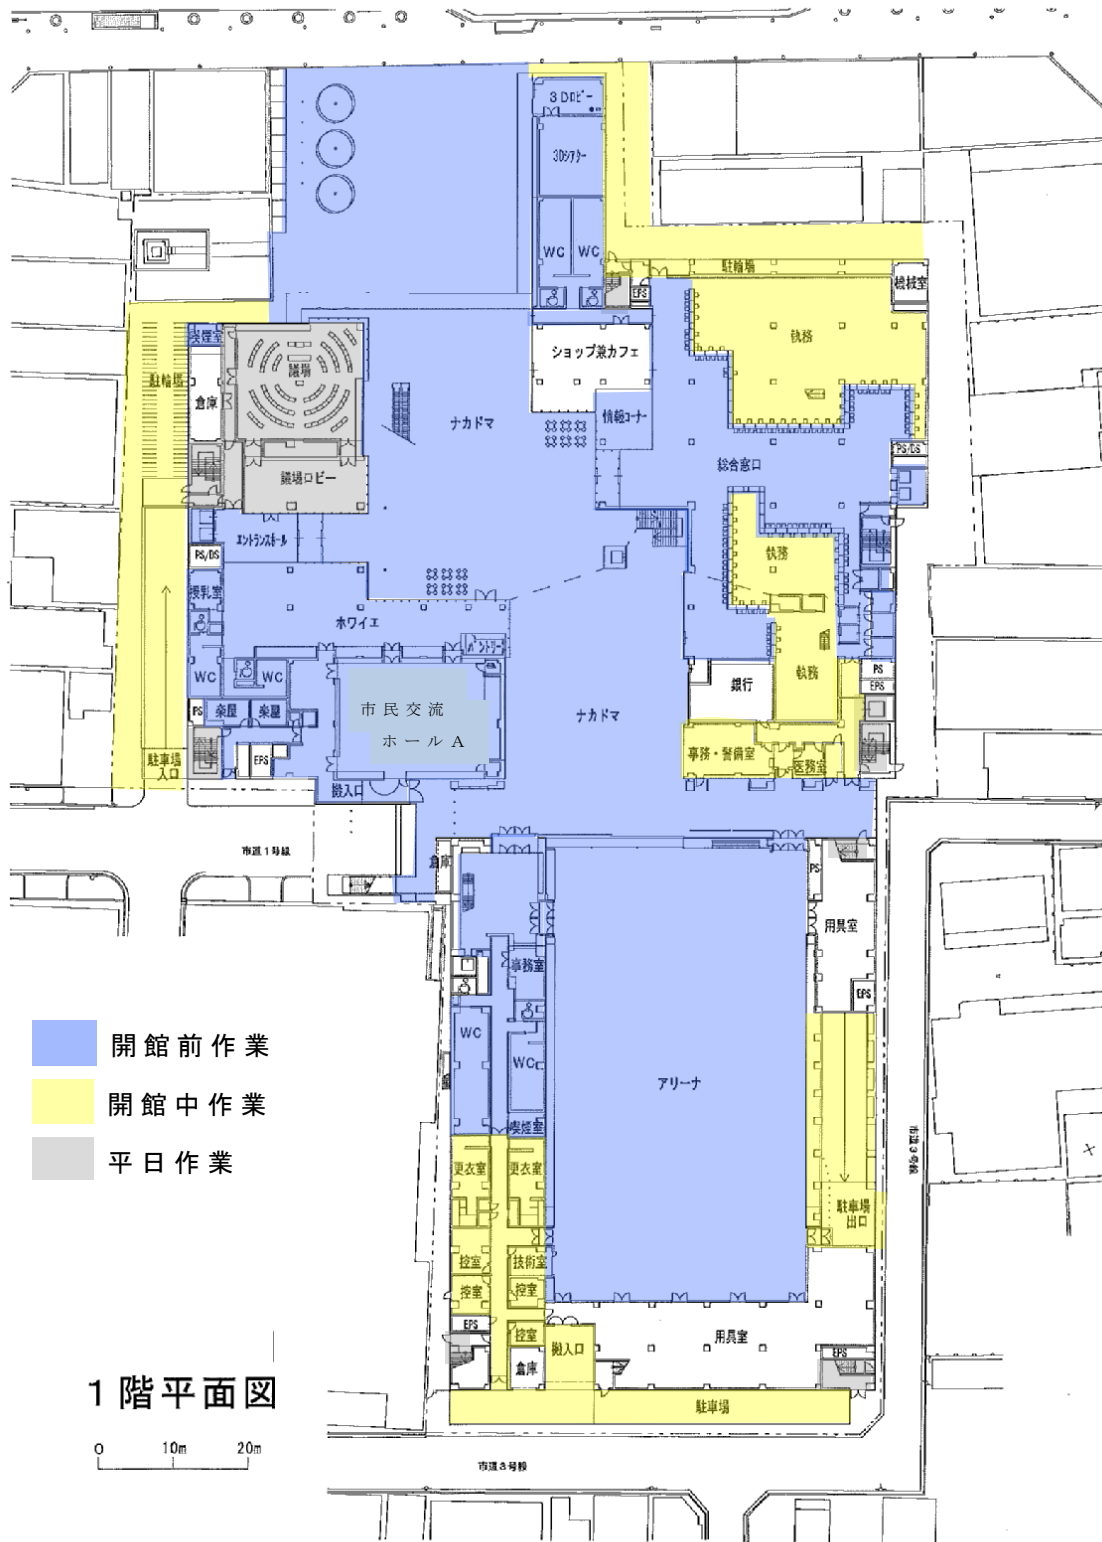 3Dロビー
3Dシアター
WC
WC
EPS
駐輪場
機械室
喫煙室
議場
ショップ兼カフェ
執務
駐輪場
倉庫
ナカドマ
情報コーナー
PS/DS
総合窓口
議場ロビー
エントランスホール
PS/DS
執務
授乳室
ホワイエ
パントリー
WC
WC
銀行
執務
PS
EPS
PS
楽屋
楽屋
市民交流
ホールA
ナカドマ
駐車場
入口
EPS
事務・警備室
医務室
搬入口
市道1号線
倉庫
PS
用具室
事務室
EPS
WC
WC
アリーナ
喫煙室
開館前作業
開館中作業
平日作業
市道3号線
更衣室
更衣室
駐車場
出口
控室
技術室
控室
控室
EPS
控室
搬入口
用具室
倉庫
EPS
1階平面図
駐車場
0 10m 20m
市道3号線